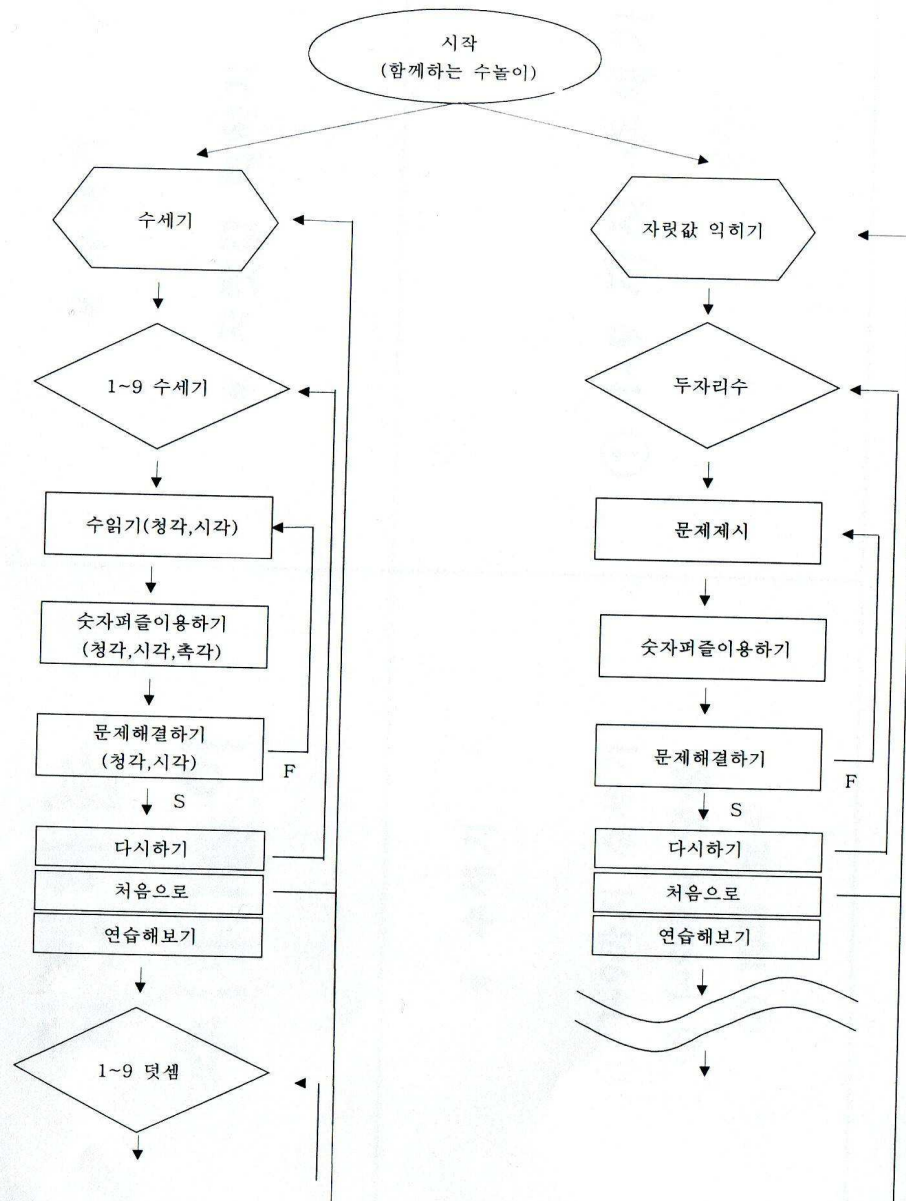 시작
(함께하는 수놀이)
수세기
1~9 수세기
수읽기(청각,시각)
숫자퍼즐이용하기
(청각,시각,촉각)
문제해결하기
(청각,시각)
F
S
다시하기
처음으로
연습해보기
1~9 덧셈
자릿값 익히기
두자리수
문제제시
숫자퍼즐이용하기
문제해결하기
F
S
다시하기
처음으로
연습해보기